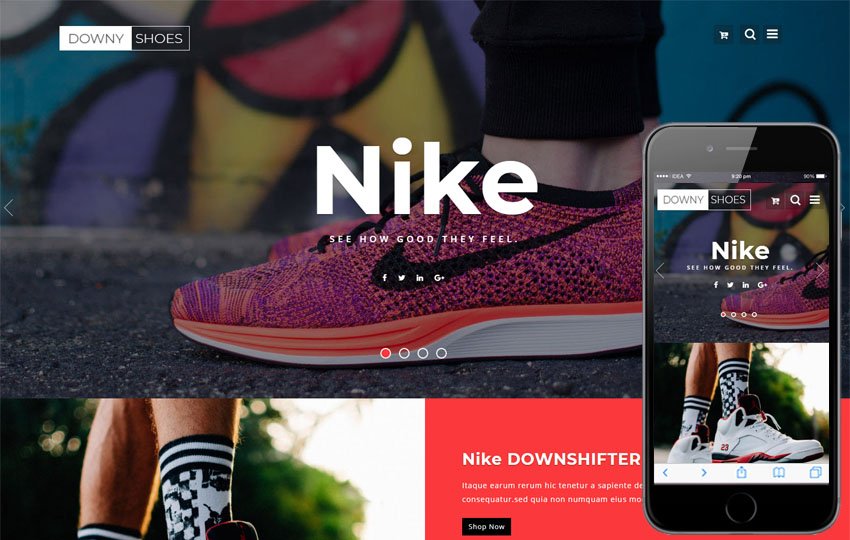 DOWNY SHOES
Nike
SEE HOW GOOD THEY FEEL.
Nike DOWNSHIFTER
Itaque earum rerum hic tenetur a sapiente de
consequatur.sed quia non numquam eius mo
Shop Now
IDEA 9:20 pm 90%
DOWNY SHOES
Nike
SEE HOW GOOD THEY FEEL.
23